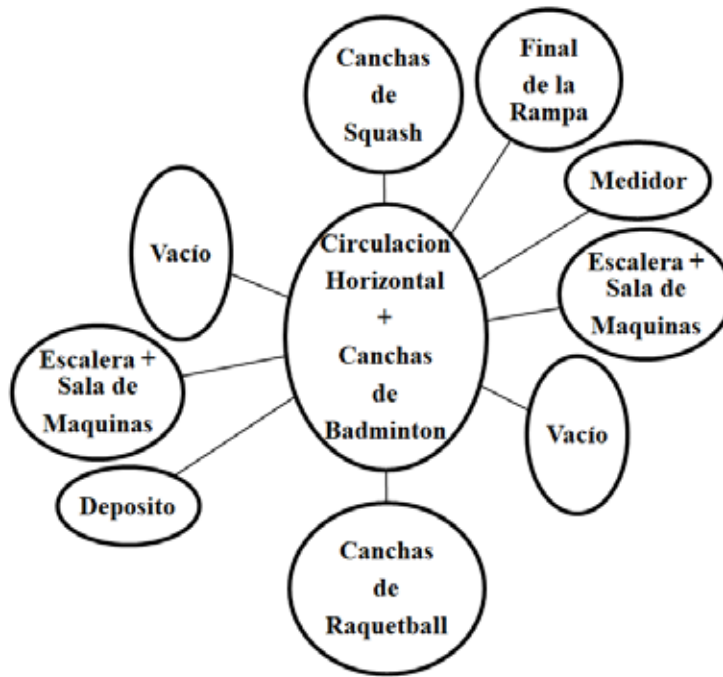 Canchas
de
Squash
Final
de la
Rampa
Medidor
Vacío
Circulacion
Horizontal
+
Canchas
de
Badminton
Escalera +
Sala de
Maquinas
Escalera +
Sala de
Maquinas
Vacío
Deposito
Canchas
de
Raquetball